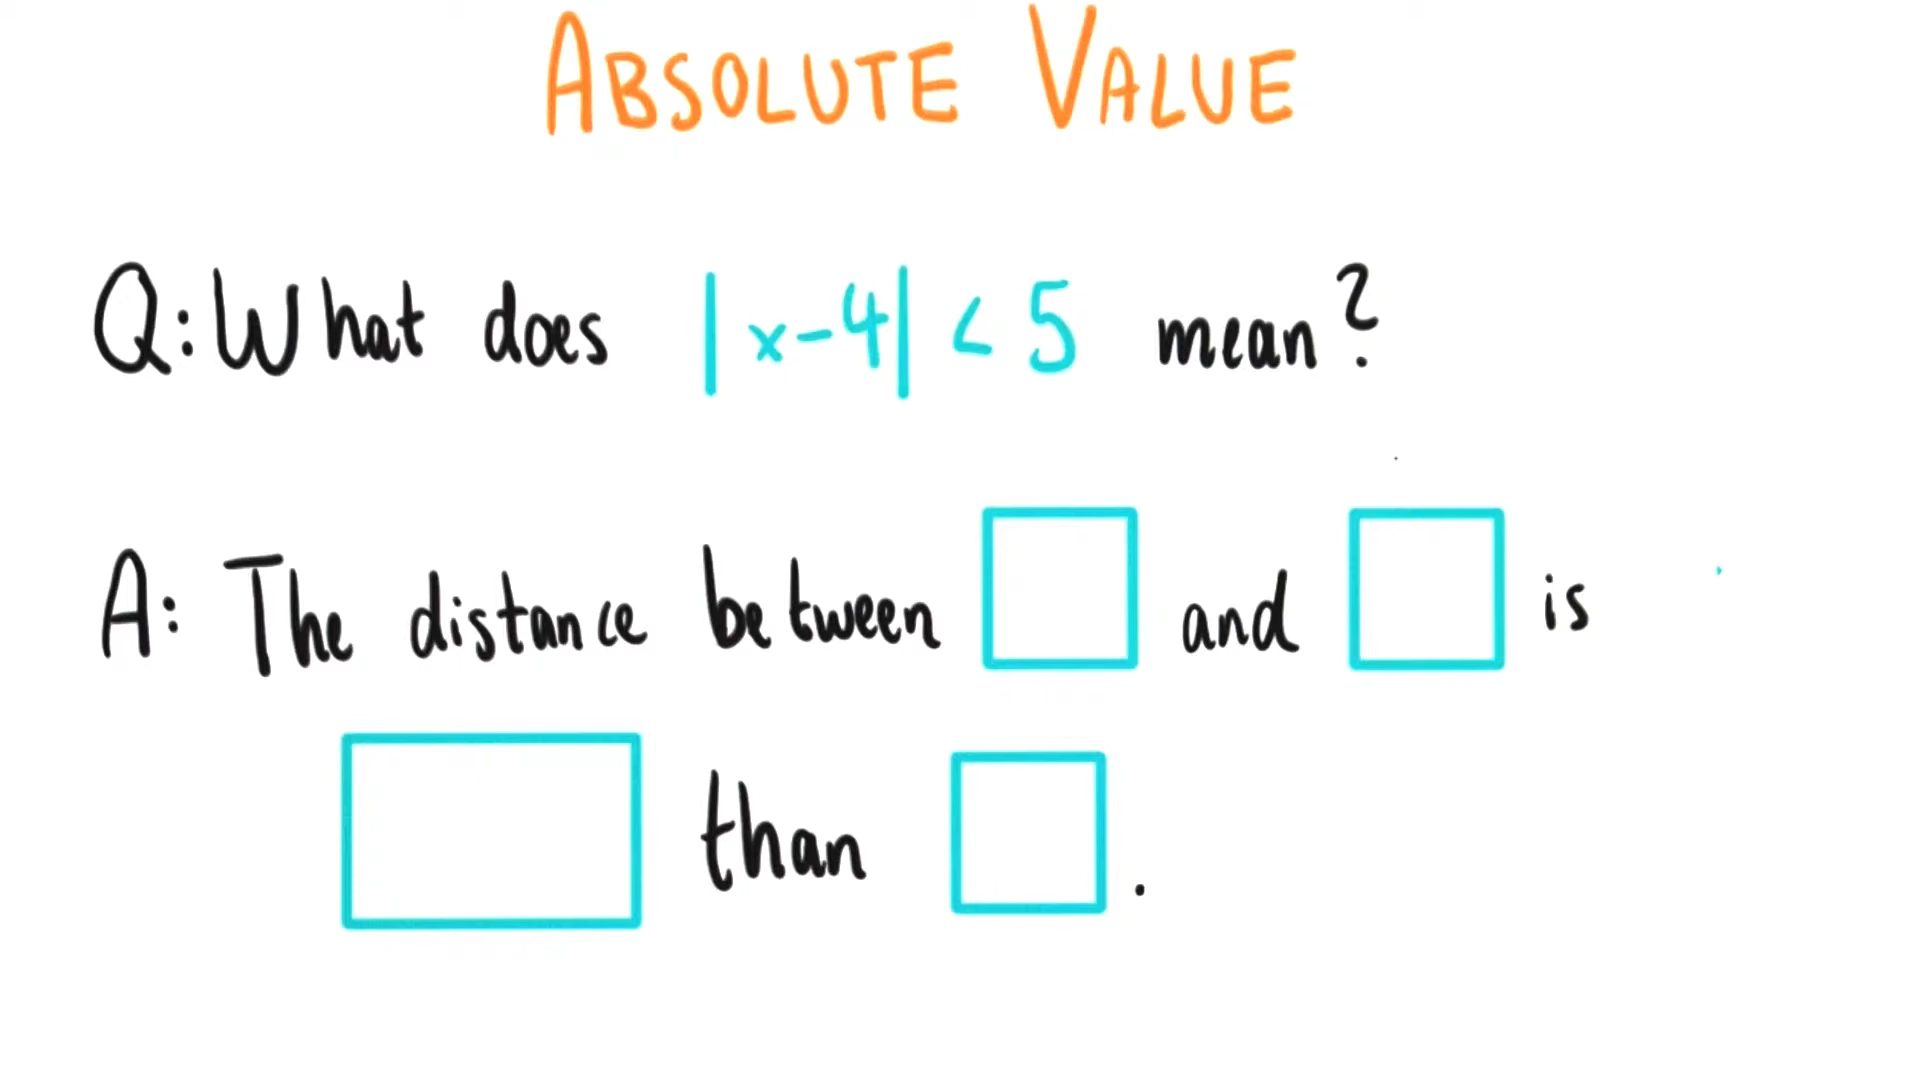 ABSOLUTE VALUE
Q: What does |x-4| < 5 mean?
A: The distance between and is
than .